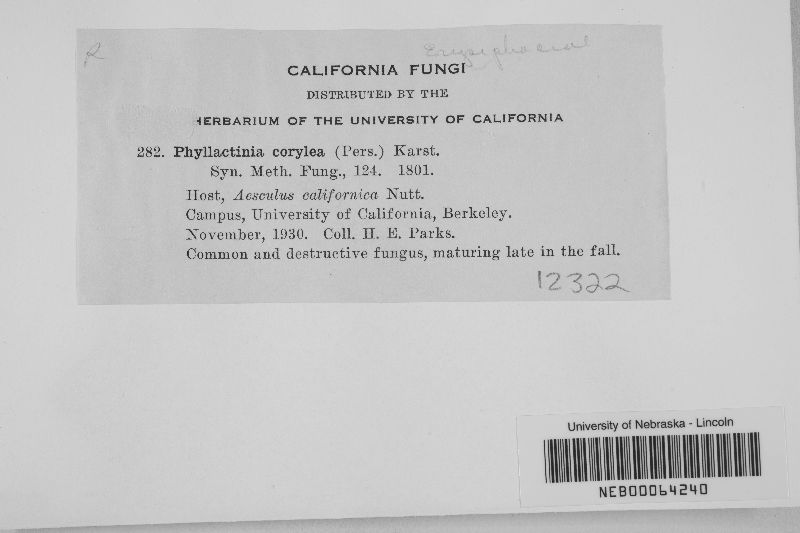 R
Erysiphaceae
CALIFORNIA FUNGI
DISTRIBUTED BY THE
HERBARIUM OF THE UNIVERSITY OF CALIFORNIA
282. Phyllactinia corylea (Pers.) Karst.
Syn. Meth. Fung., 124. 1801.
Host, Aesculus californica Nutt.
Campus, University of California, Berkeley.
November, 1930. Coll. H. E. Parks.
Common and destructive fungus, maturing late in the fall.
12322
University of Nebraska - Lincoln
NEB00064240